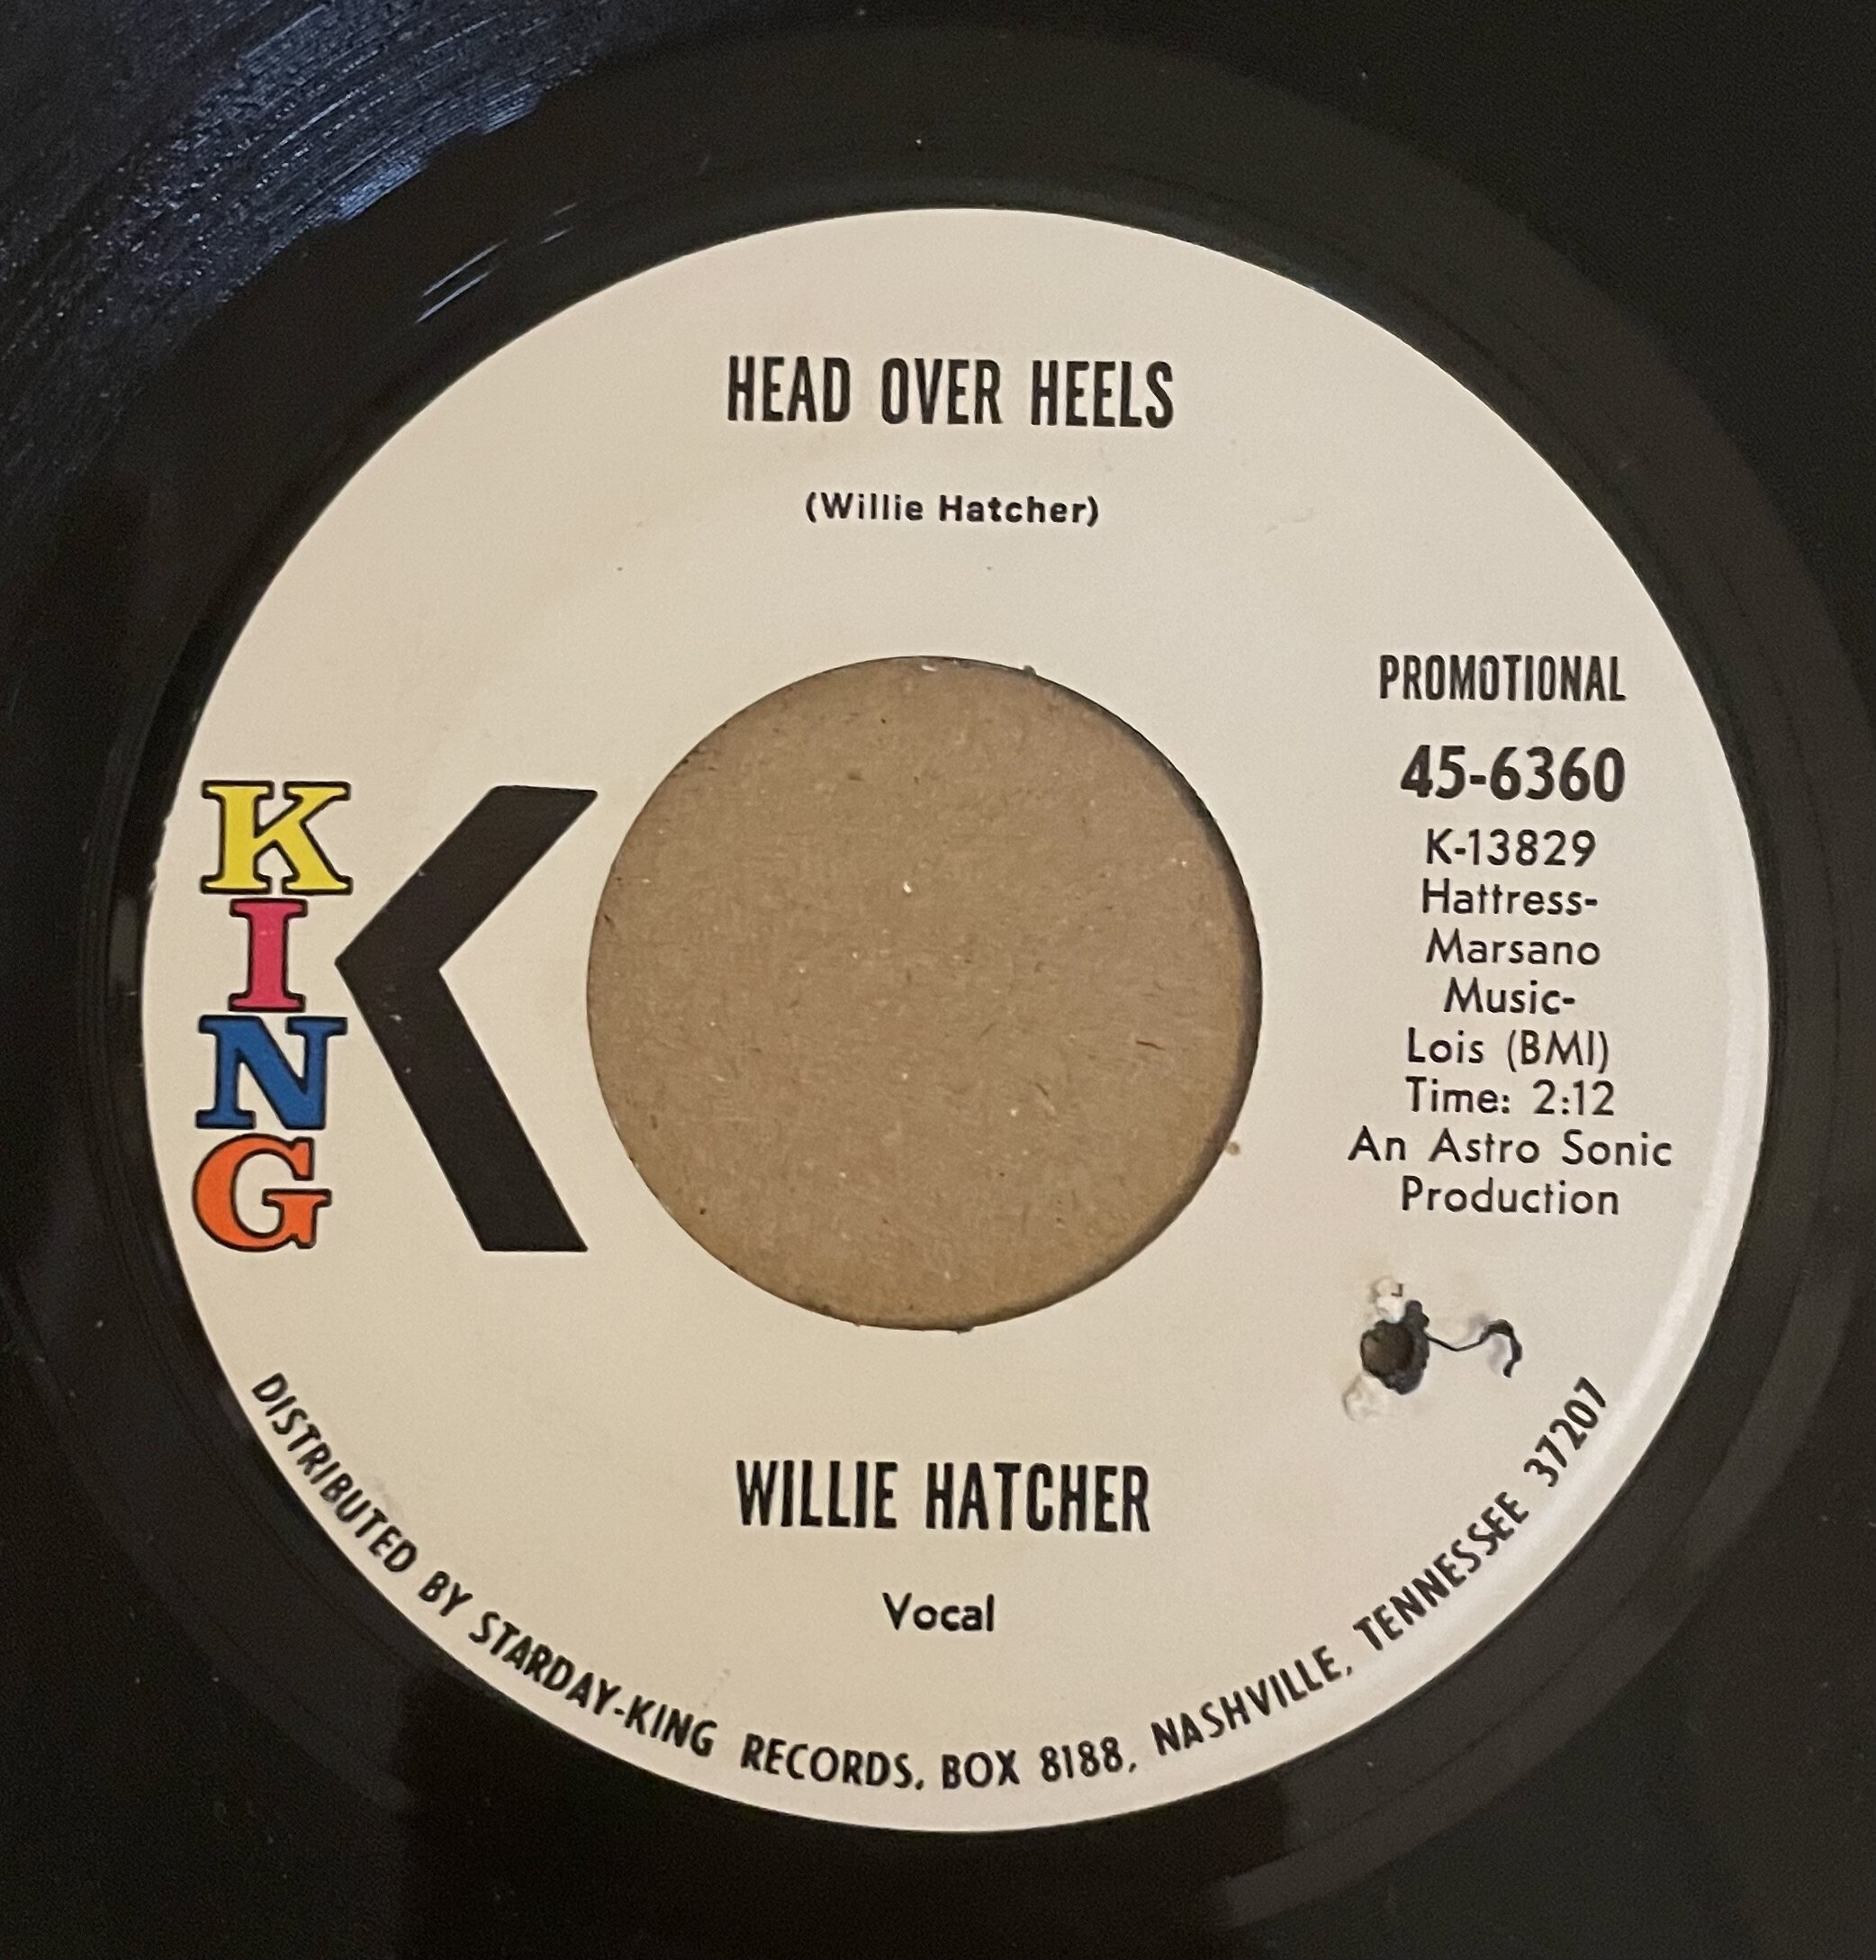 HEAD OVER HEELS
(Willie Hatcher)
KING
PROMOTIONAL
45-6360
K-13829
Hattress-
Marsano
Music-
Lois (BMI)
Time: 2:12
An Astro Sonic
Production
WILLIE HATCHER
Vocal
DISTRIBUTED BY STARDAY-KING RECORDS, BOX 8188, NASHVILLE, TENNESSEE 37207